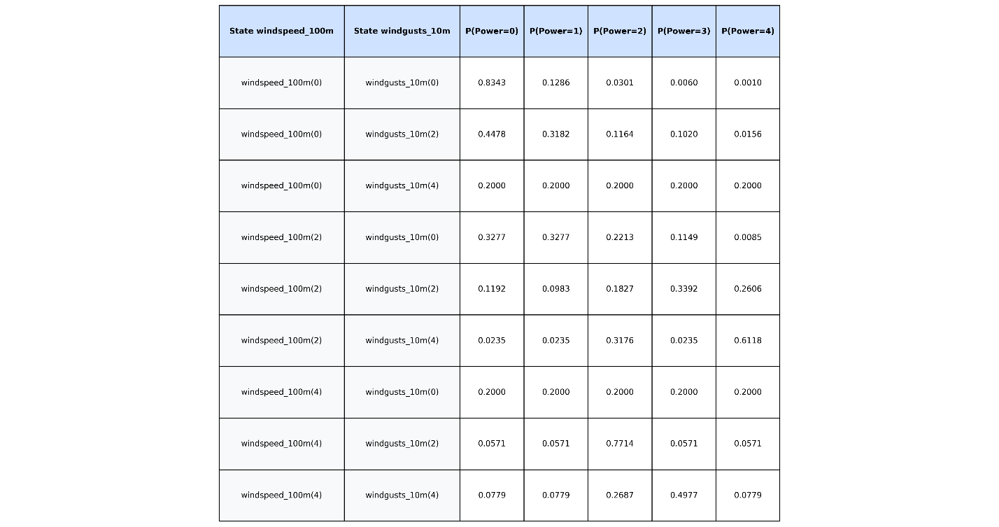 State windspeed_100m State windgusts_10m P(Power=0) P(Power=1) P(Power=2) P(Power=3) P(Power=4)
windspeed_100m(0) windgusts_10m(0) 0.8343 0.1286 0.0301 0.0060 0.0010
windspeed_100m(0) windgusts_10m(2) 0.4478 0.3182 0.1164 0.1020 0.0156
windspeed_100m(0) windgusts_10m(4) 0.2000 0.2000 0.2000 0.2000 0.2000
windspeed_100m(2) windgusts_10m(0) 0.3277 0.3277 0.2213 0.1149 0.0085
windspeed_100m(2) windgusts_10m(2) 0.1192 0.0983 0.1827 0.3392 0.2606
windspeed_100m(2) windgusts_10m(4) 0.0235 0.0235 0.3176 0.0235 0.6118
windspeed_100m(4) windgusts_10m(0) 0.2000 0.2000 0.2000 0.2000 0.2000
windspeed_100m(4) windgusts_10m(2) 0.0571 0.0571 0.7714 0.0571 0.0571
windspeed_100m(4) windgusts_10m(4) 0.0779 0.0779 0.2687 0.4977 0.0779